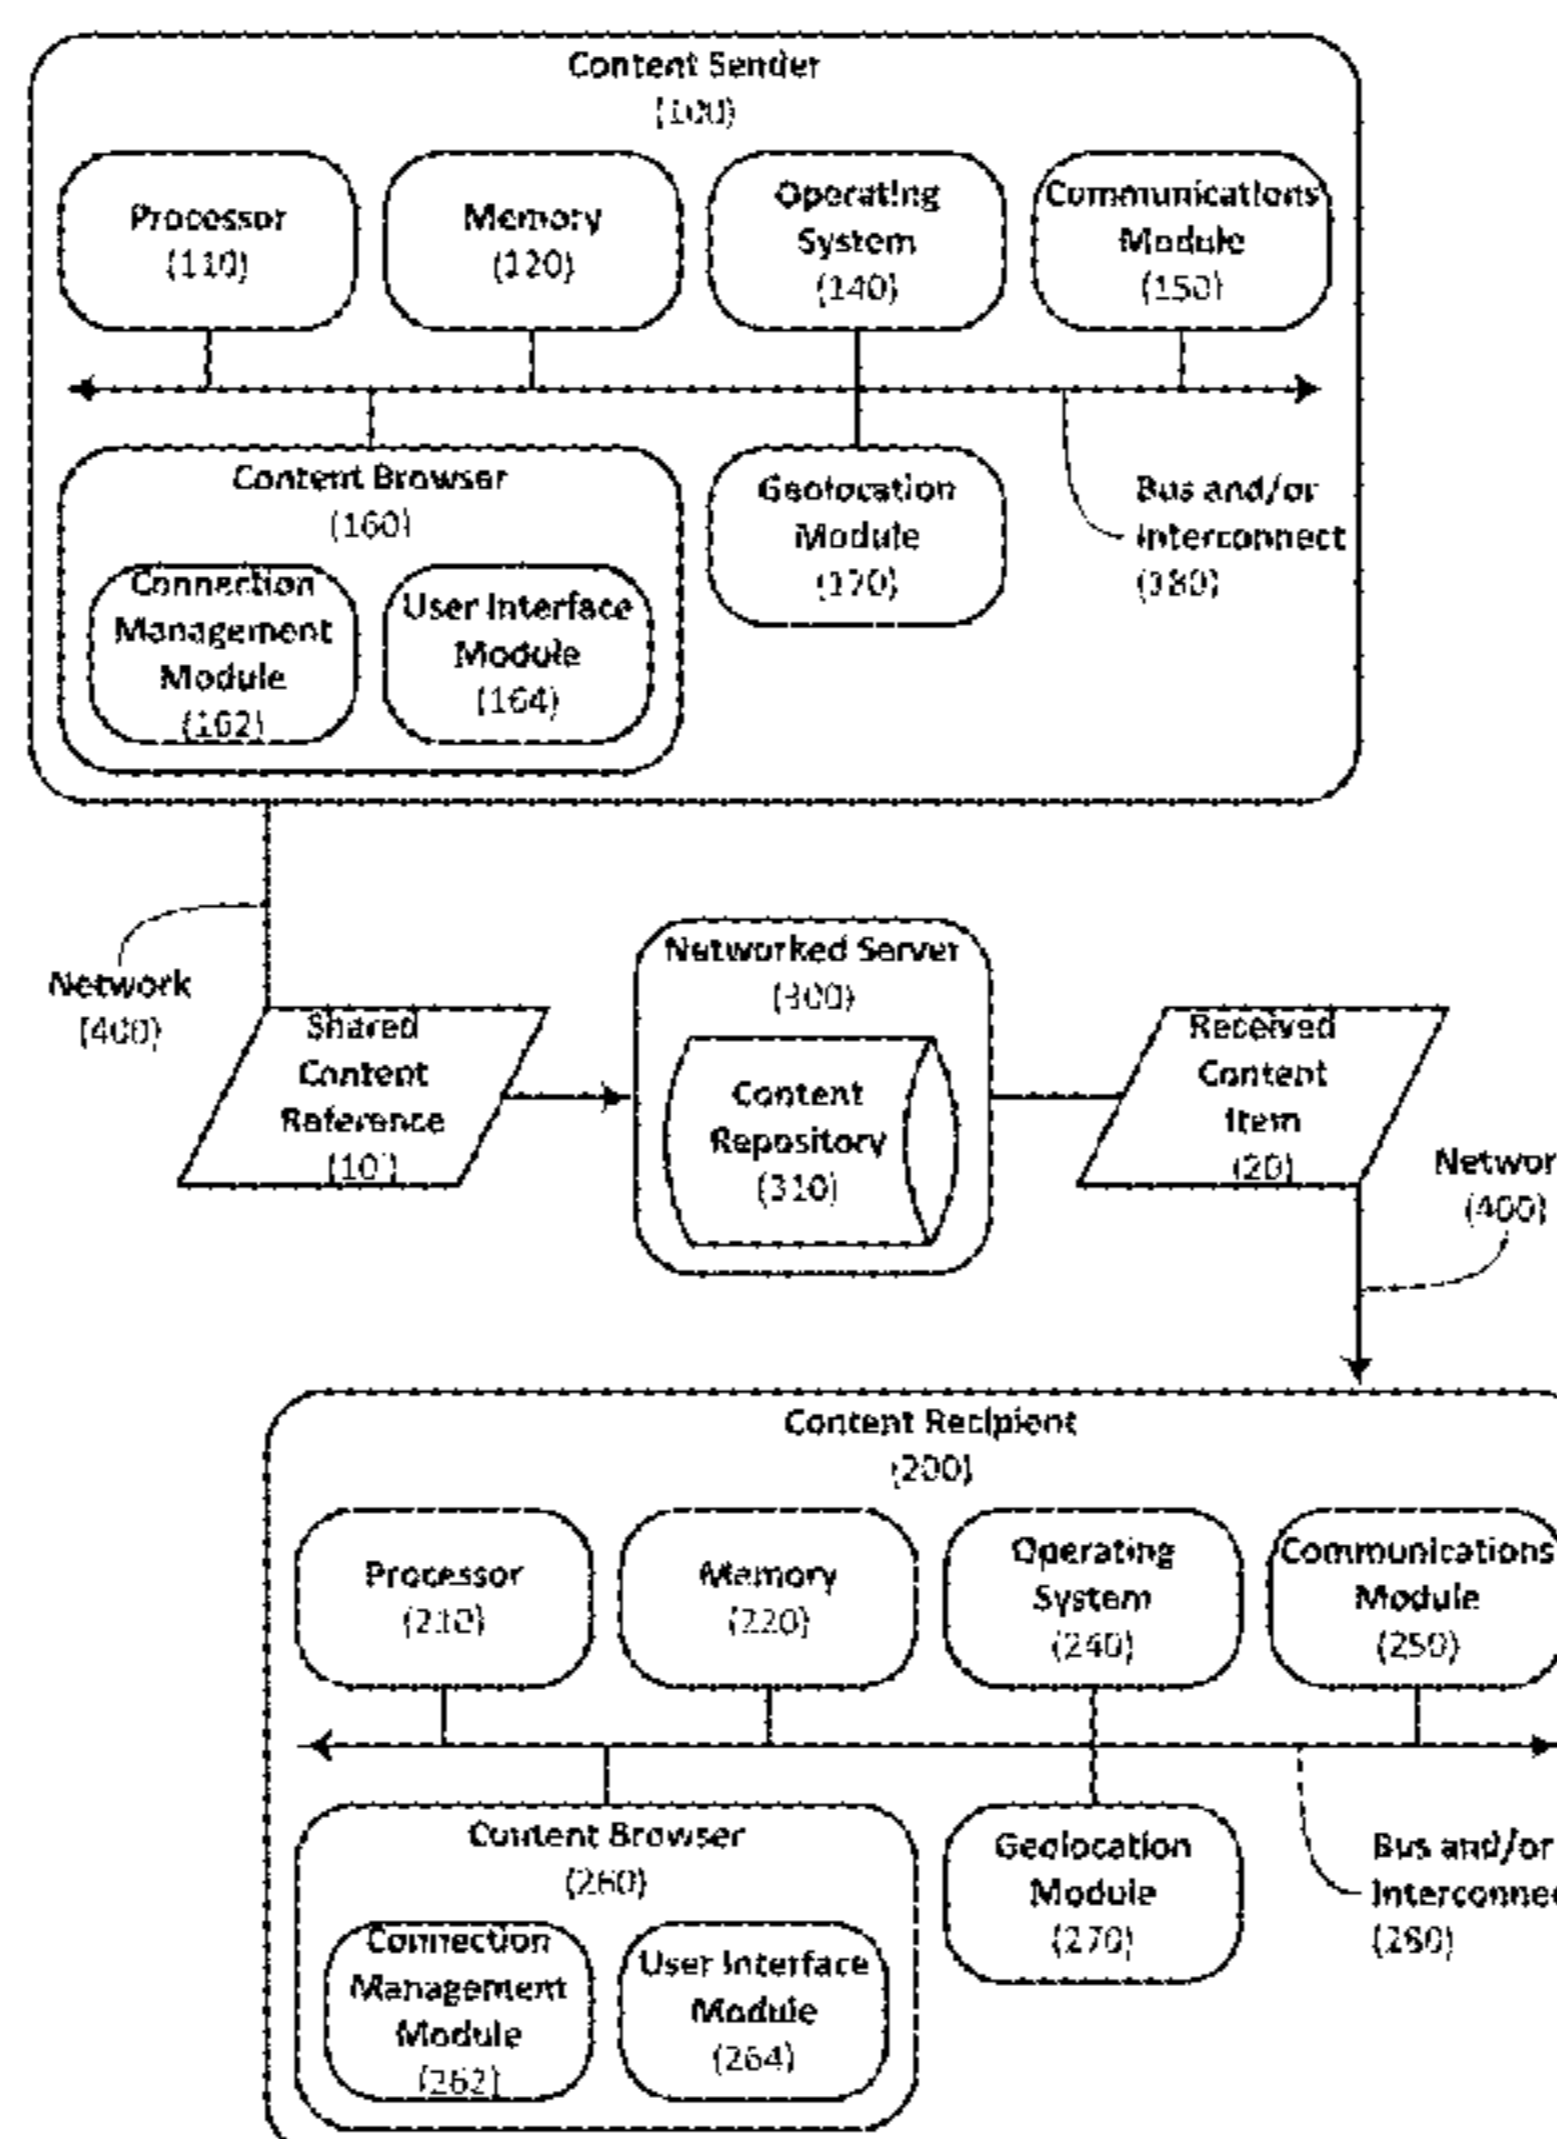 Content Sender
(100)
Processor
(110)
Memory
(120)
Operating
System
(140)
Communications
Module
(150)
Content Browser
(160)
Connection
Management
Module
(162)
User Interface
Module
(164)
Geolocation
Module
(170)
Bus and/or
Interconnect
(180)
Network
(400)
Shared
Content
Reference
(10)
Networked Server
(300)
Content
Repository
(310)
Received
Content
Item
(20)
Networ
(400)
Content Recipient
(200)
Processor
(210)
Memory
(220)
Operating
System
(240)
Communications
Module
(250)
Content Browser
(260)
Connection
Management
Module
(262)
User Interface
Module
(264)
Geolocation
Module
(270)
Bus and/or
Interconnec
(280)